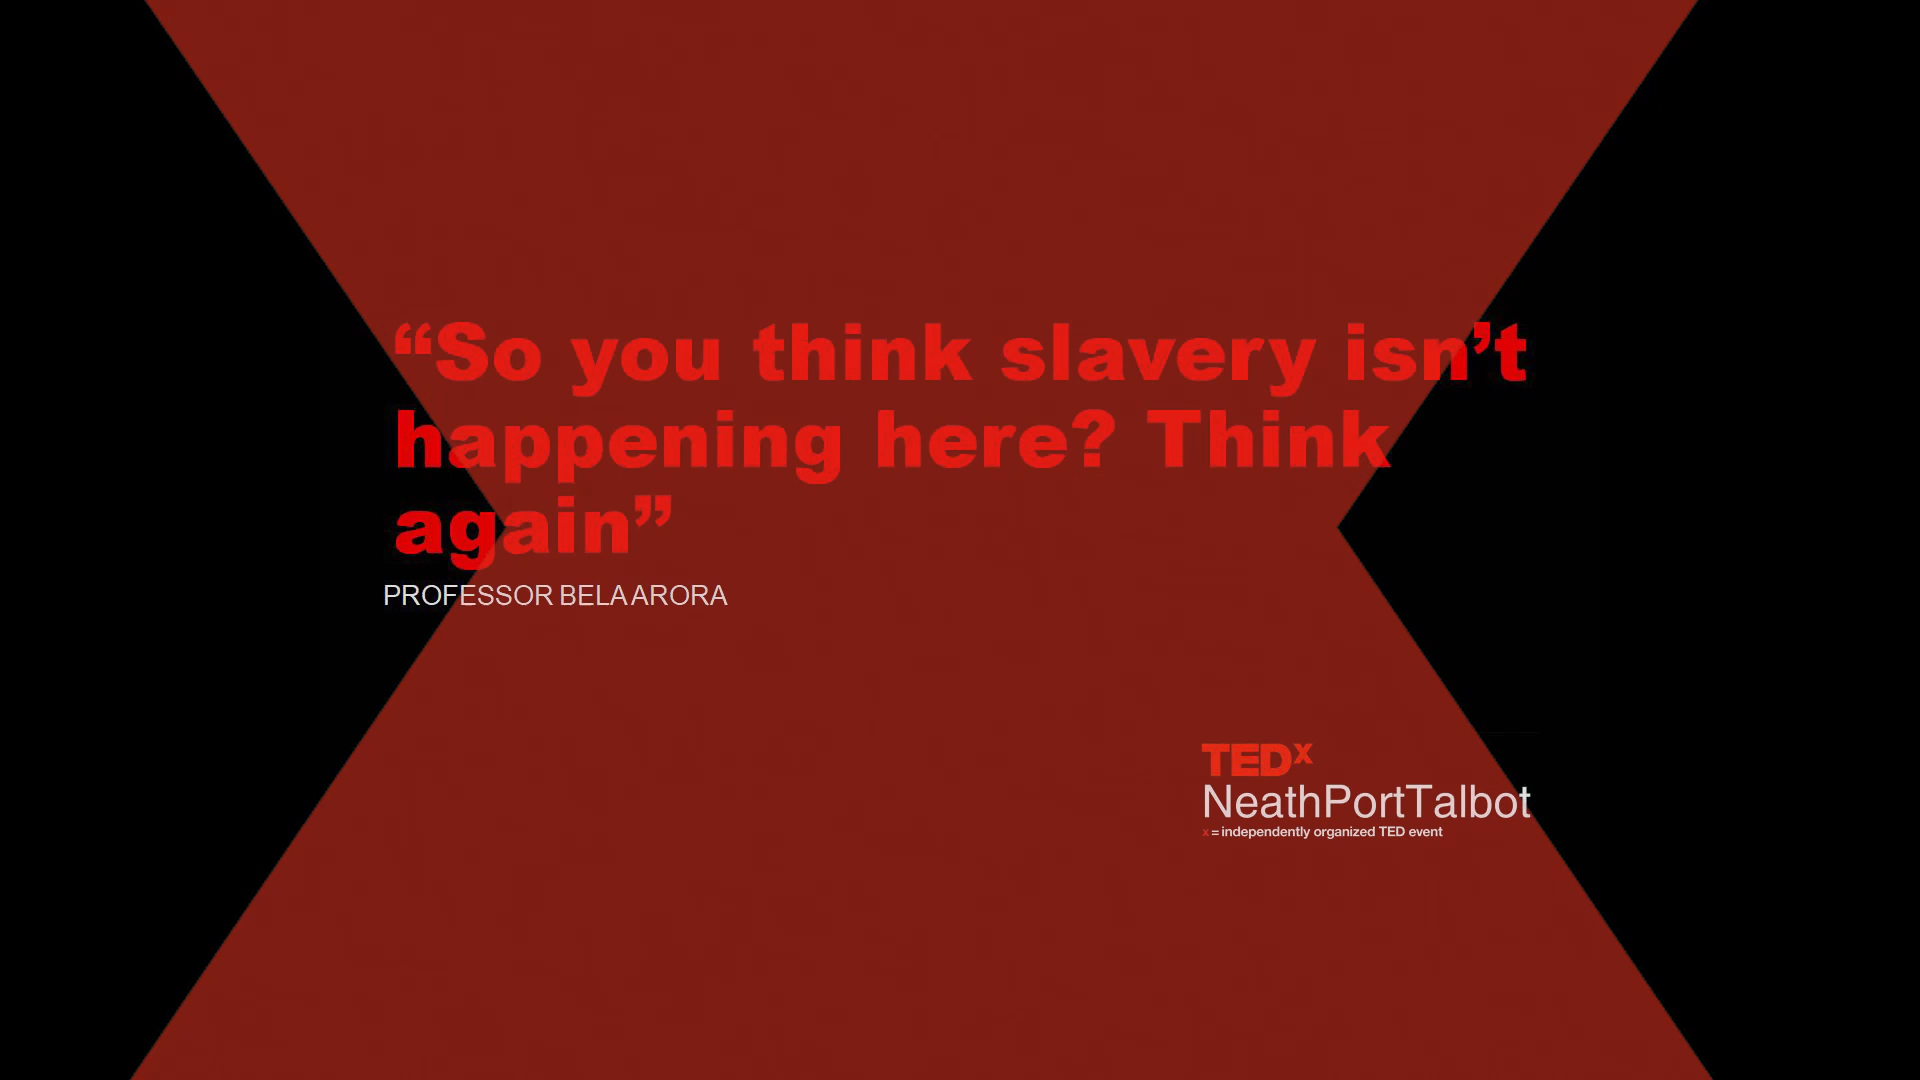 “So you think slavery isn’t
happening here? Think
again”
PROFESSOR BELA ARORA
TEDx
NeathPortTalbot
x = independently organized TED event